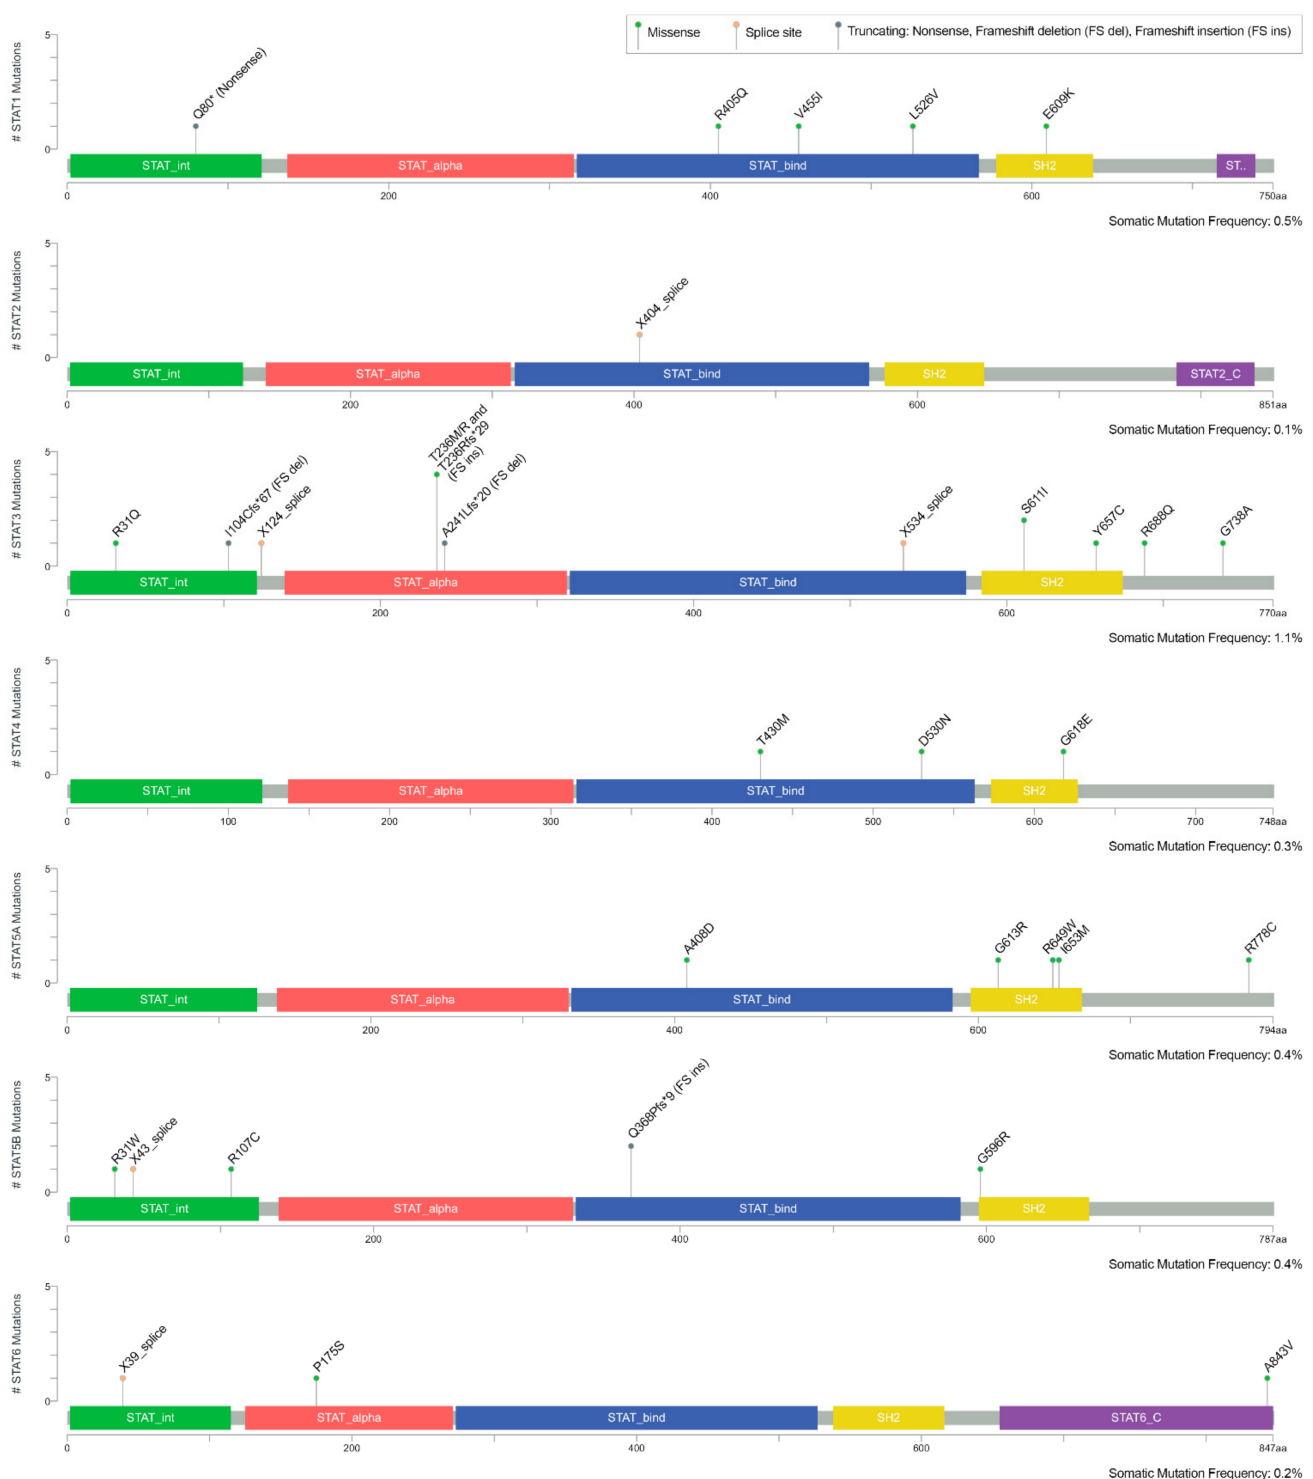 Missense
Splice site
Truncating: Nonsense, Frameshift deletion (FS del), Frameshift insertion (FS ins)
# STAT1 Mutations
5
0
Q80* (Nonsense)
R405Q
V455I
L526V
E609K
STAT_int
STAT_alpha
STAT_bind
SH2
ST..
0
200
400
600
750aa
Somatic Mutation Frequency: 0.5%
# STAT2 Mutations
5
0
X404_splice
STAT_int
STAT_alpha
STAT_bind
SH2
STAT2_C
0
200
400
600
851aa
Somatic Mutation Frequency: 0.1%
# STAT3 Mutations
5
0
R31Q
I104Cfs*67 (FS del)
X124_splice
T236M/R and
T236Rfs*29
(FS ins)
A241Lfs*20 (FS del)
X534_splice
S611I
Y657C
R688Q
G738A
STAT_int
STAT_alpha
STAT_bind
SH2
0
200
400
600
770aa
Somatic Mutation Frequency: 1.1%
# STAT4 Mutations
5
0
T430M
D530N
G618E
STAT_int
STAT_alpha
STAT_bind
SH2
0
100
200
300
400
500
600
700
748aa
Somatic Mutation Frequency: 0.3%
# STAT5A Mutations
5
0
A408D
G613R
R649W
I653M
R778C
STAT_int
STAT_alpha
STAT_bind
SH2
0
200
400
600
794aa
Somatic Mutation Frequency: 0.4%
# STAT5B Mutations
5
0
R31W
X43_splice
R107C
Q368Pfs*9 (FS ins)
G596R
STAT_int
STAT_alpha
STAT_bind
SH2
0
200
400
600
787aa
Somatic Mutation Frequency: 0.4%
# STAT6 Mutations
5
0
X39_splice
P175S
A843V
STAT_int
STAT_alpha
STAT_bind
SH2
STAT6_C
0
200
400
600
847aa
Somatic Mutation Frequency: 0.2%